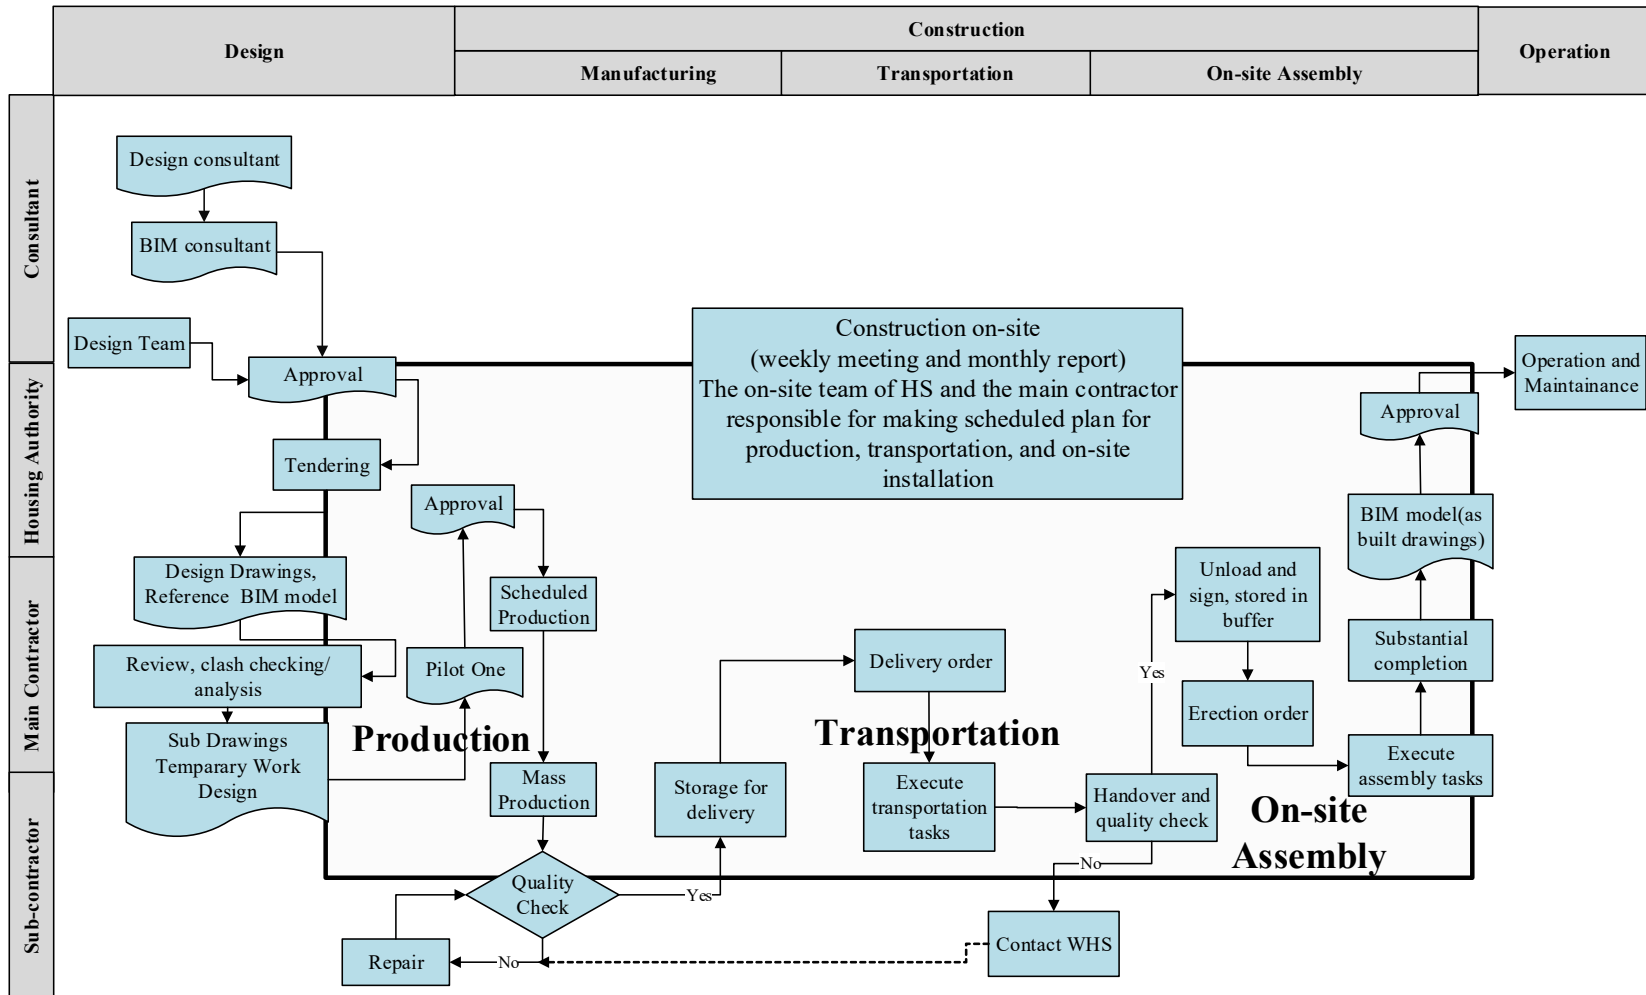 Design
Construction
Operation
Manufacturing
Transportation
On-site Assembly
Consultant
Housing Authority
Main Contractor
Sub-contractor
Design consultant
BIM consultant
Design Team
Approval
Tendering
Design Drawings,
Reference BIM model
Review, clash checking/
analysis
Sub Drawings
Temparary Work
Design
Construction on-site
(weekly meeting and monthly report)
The on-site team of HS and the main contractor
responsible for making scheduled plan for
production, transportation, and on-site
installation
Approval
Scheduled
Production
Pilot One
Production
Mass
Production
Quality
Check
No
Repair
Yes
Storage for
delivery
Delivery order
Transportation
Execute
transportation
tasks
Handover and
quality check
No
Contact WHS
Yes
Unload and
sign, stored in
buffer
Erection order
On-site
Assembly
Execute
assembly tasks
Substantial
completion
BIM model(as
built drawings)
Approval
Operation and
Maintainance